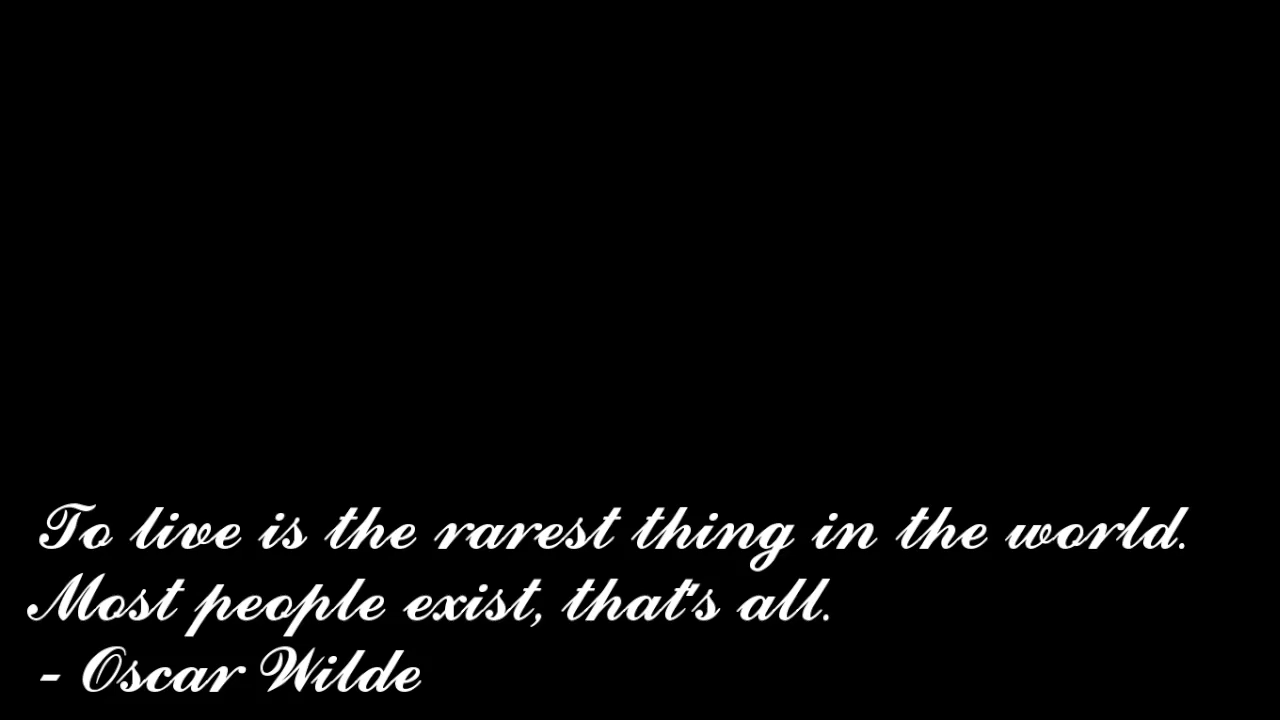 To live is the rarest thing in the world.
Most people exist, that's all.
- Oscar Wilde